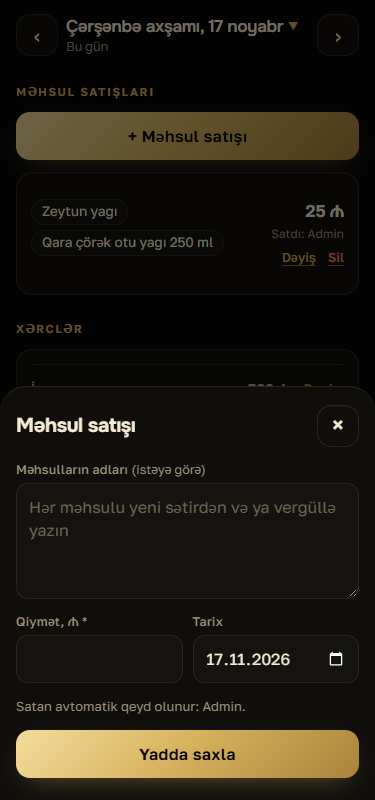 ‹
Çərşənbə axşamı, 17 noyabr ▼
Bu gün
›
MƏHSUL SATIŞLARI
+ Məhsul satışı
Zeytun yagı
25 ₼
Qara çörək otu yagı 250 ml
Satdı: Admin
Dəyiş Sil
XƏRCLƏR
Məhsul satışı
×
Məhsulların adları (istəyə görə)
Hər məhsulu yeni sətirdən və ya vergüllə
yazın
Qiymət, ₼ *
Tarix
17.11.2026
Satan avtomatik qeyd olunur: Admin.
Yadda saxla